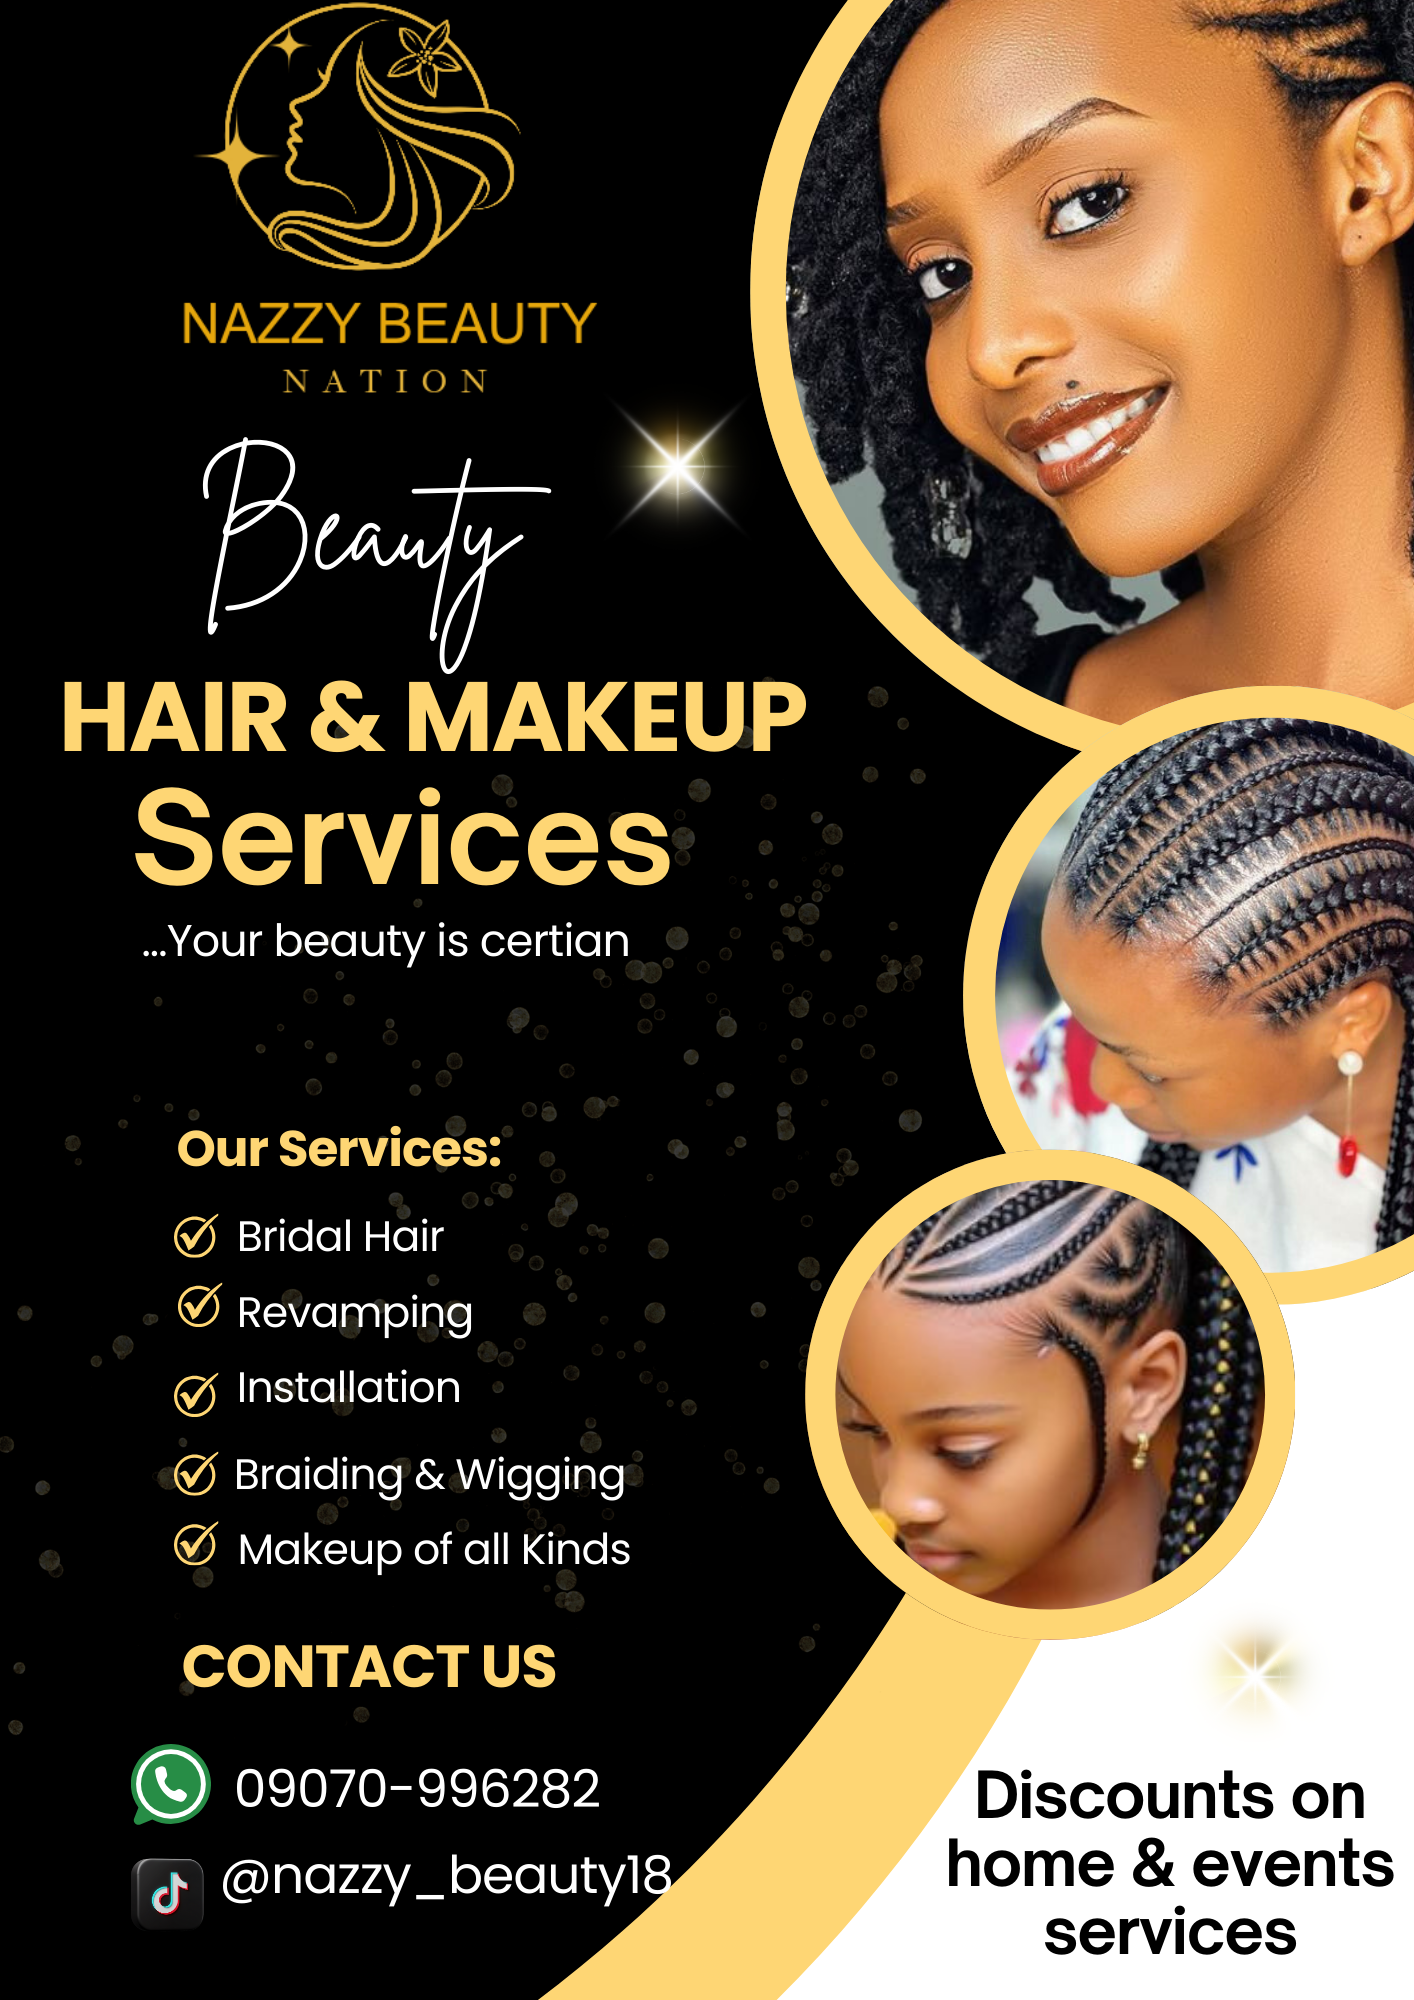 NAZZY BEAUTY
NATION
Beauty
HAIR & MAKEUP
Services
...Your beauty is certian
Our Services:
Bridal Hair
Revamping
Installation
Braiding & Wigging
Makeup of all Kinds
CONTACT US
09070-996282
@nazzy_beauty18
Discounts on
home & events
services